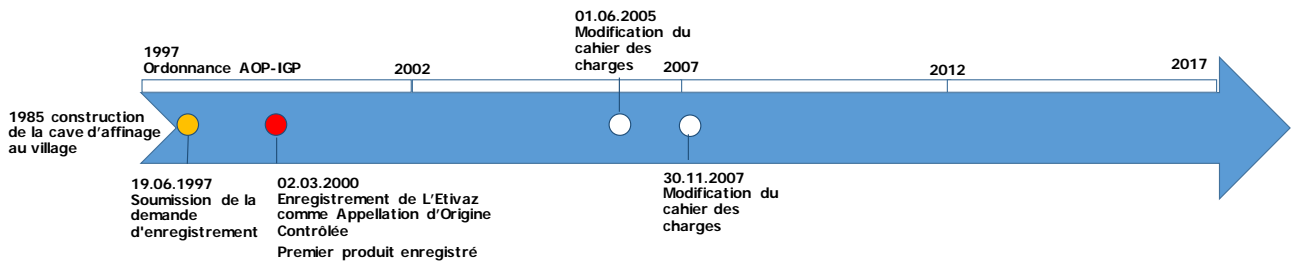 01.06.2005
Modification du
cahier des
charges
1997
Ordonnance AOP-IGP
2002
2007
2012
2017
1985 construction
de la cave d'affinage
au village
19.06.1997
Soumission de la
demande
d'enregistrement
02.03.2000
Enregistrement de L'Etivaz
comme Appellation d'Origine
Contrôlée
Premier produit enregistré
30.11.2007
Modification du
cahier des
charges